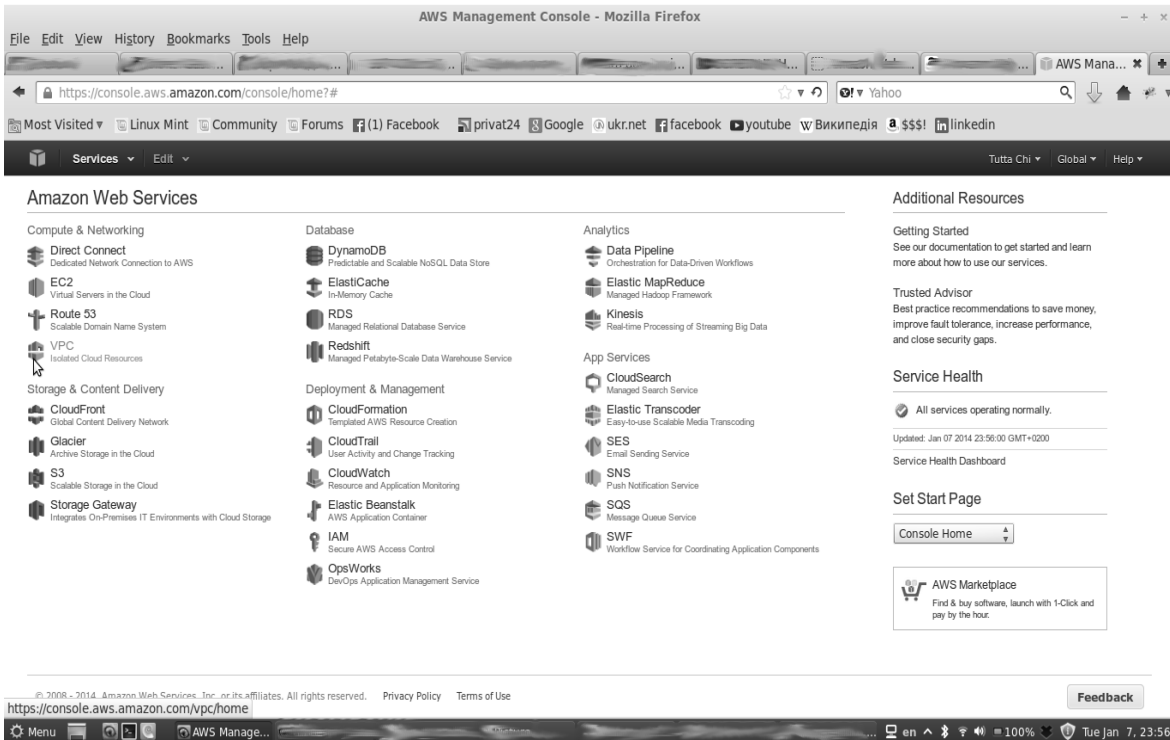 AWS Management Console - Mozilla Firefox
File Edit View History Bookmarks Tools Help
AWS Mana...
https://console.aws.amazon.com/console/home?#
Yahoo
Most Visited Linux Mint Community Forums (1) Facebook privat24 Google ukr.net facebook youtube Википедія $$$! linkedin
Services Edit Tutta Chi Global Help
Amazon Web Services
Compute & Networking
Direct Connect
Dedicated Network Connection to AWS
EC2
Virtual Servers in the Cloud
Route 53
Scalable Domain Name System
VPC
Isolated Cloud Resources
Storage & Content Delivery
CloudFront
Global Content Delivery Network
Glacier
Archive Storage in the Cloud
S3
Scalable Storage in the Cloud
Storage Gateway
Integrates On-Premises IT Environments with Cloud Storage
Database
DynamoDB
Predictable and Scalable NoSQL Data Store
ElastiCache
In-Memory Cache
RDS
Managed Relational Database Service
Redshift
Managed Petabyte-Scale Data Warehouse Service
Deployment & Management
CloudFormation
Templated AWS Resource Creation
CloudTrail
User Activity and Change Tracking
CloudWatch
Resource and Application Monitoring
Elastic Beanstalk
AWS Application Container
IAM
Secure AWS Access Control
OpsWorks
DevOps Application Management Service
Analytics
Data Pipeline
Orchestration for Data-Driven Workflows
Elastic MapReduce
Managed Hadoop Framework
Kinesis
Real-time Processing of Streaming Big Data
App Services
CloudSearch
Managed Search Service
Elastic Transcoder
Easy-to-use Scalable Media Transcoding
SES
Email Sending Service
SNS
Push Notification Service
SQS
Message Queue Service
SWF
Workflow Service for Coordinating Application Components
Additional Resources
Getting Started
See our documentation to get started and learn
more about how to use our services.
Trusted Advisor
Best practice recommendations to save money,
improve fault tolerance, increase performance,
and close security gaps.
Service Health
All services operating normally.
Updated: Jan 07 2014 23:56:00 GMT+0200
Service Health Dashboard
Set Start Page
Console Home
AWS Marketplace
Find & buy software, launch with 1-Click and
pay by the hour.
© 2008 - 2014, Amazon Web Services, Inc. or its affiliates. All rights reserved. Privacy Policy Terms of Use
Feedback
https://console.aws.amazon.com/vpc/home
Menu AWS Manage... en 100% Tue Jan 7, 23:56